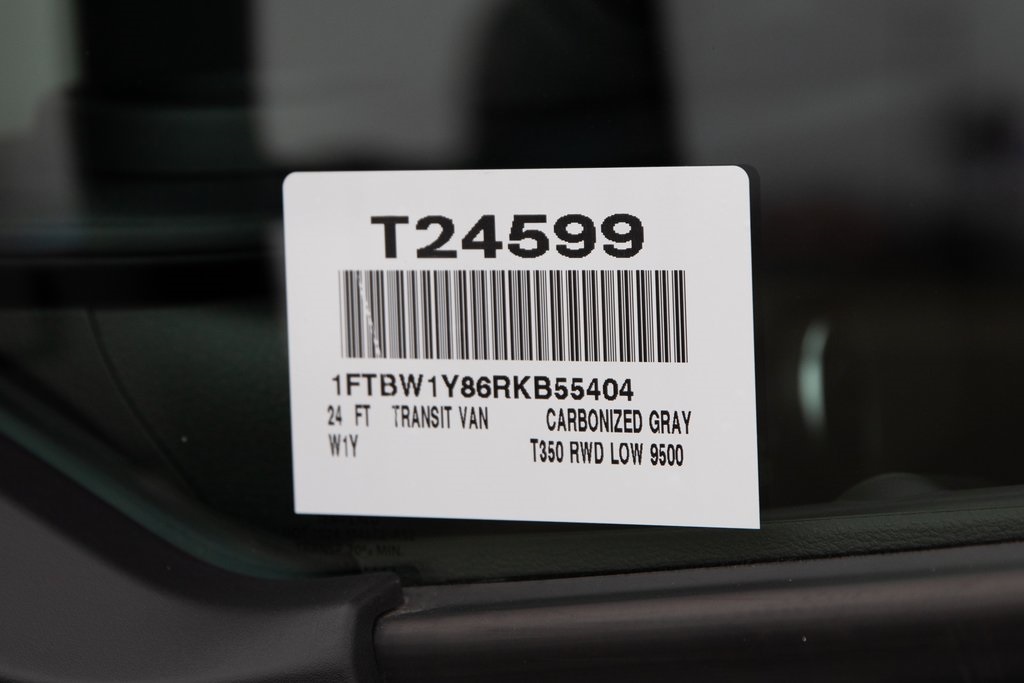 T24599
1FTBW1Y86RKB55404
24 FT TRANSIT VAN CARBONIZED GRAY
W1Y T350 RWD LOW 9500